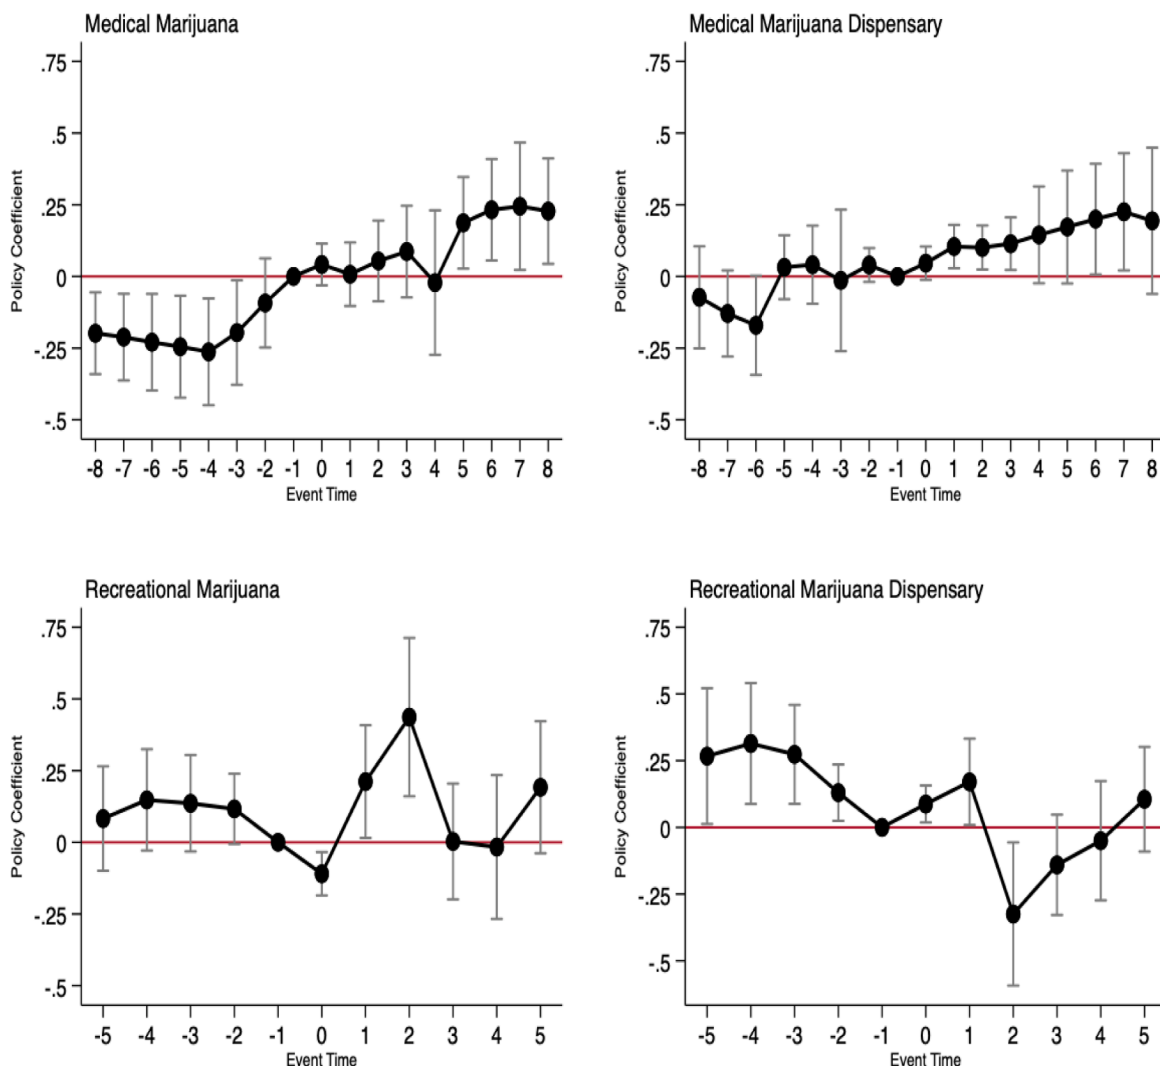 Medical Marijuana
.75
.5
.25
0
-.25
-.5
Policy Coefficient
-8 -7 -6 -5 -4 -3 -2 -1 0 1 2 3 4 5 6 7 8
Event Time
Medical Marijuana Dispensary
.75
.5
.25
0
-.25
-.5
Policy Coefficient
-8 -7 -6 -5 -4 -3 -2 -1 0 1 2 3 4 5 6 7 8
Event Time
Recreational Marijuana
.75
.5
.25
0
-.25
-.5
Policy Coefficient
-5 -4 -3 -2 -1 0 1 2 3 4 5
Event Time
Recreational Marijuana Dispensary
.75
.5
.25
0
-.25
-.5
Policy Coefficient
-5 -4 -3 -2 -1 0 1 2 3 4 5
Event Time